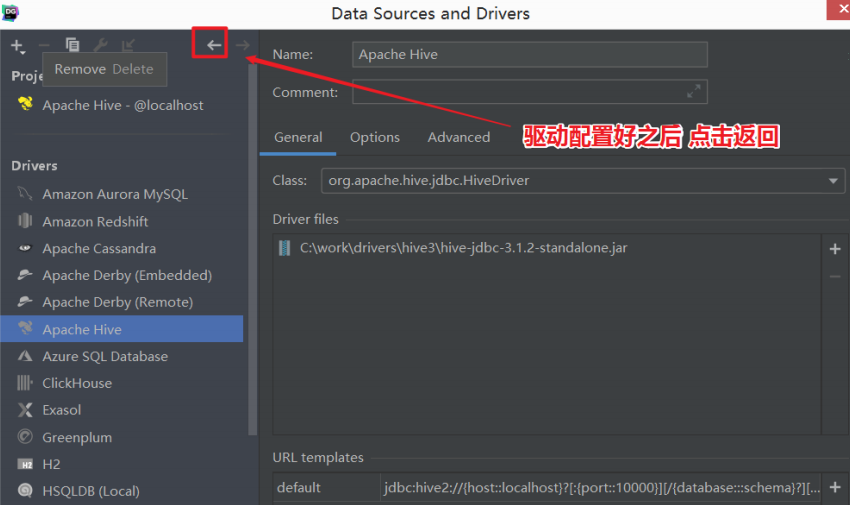 DG
Data Sources and Drivers
Proje
Remove Delete
Apache Hive - @localhost
Drivers
Amazon Aurora MySQL
Amazon Redshift
Apache Cassandra
Apache Derby (Embedded)
Apache Derby (Remote)
Apache Hive
Azure SQL Database
ClickHouse
Exasol
Greenplum
H2 H2
HSQLDB (Local)
Name: Apache Hive
Comment:
驱动配置好之后 点击返回
General Options Advanced
Class: org.apache.hive.jdbc.HiveDriver
Driver files
C:\work\drivers\hive3\hive-jdbc-3.1.2-standalone.jar
URL templates
default jdbc:hive2://{host::localhost}?[:{port::10000}][/{database:::schema}?][...